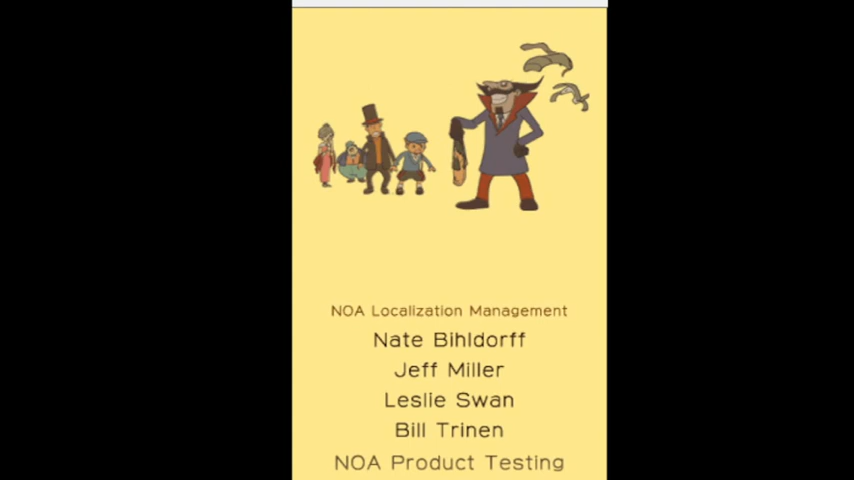 NOA Localization Management
Nate Bihldorff
Jeff Miller
Leslie Swan
Bill Trinen
NOA Product Testing